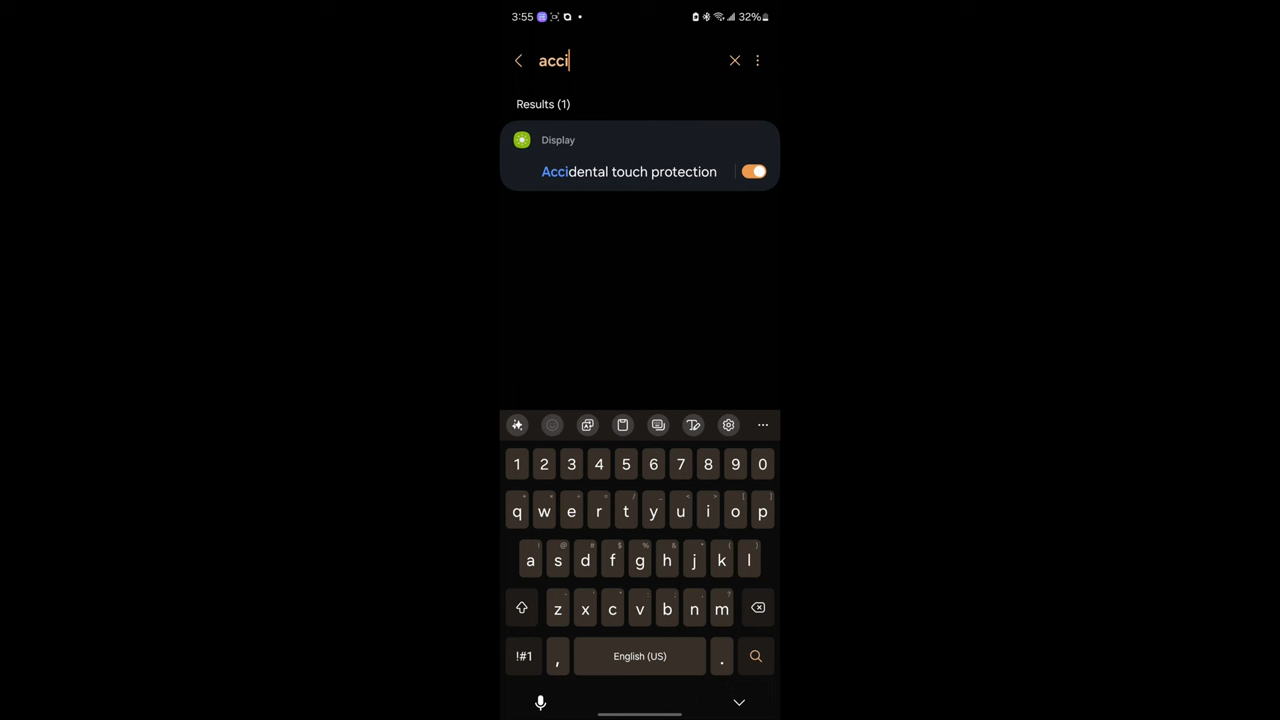 3:55 32%
acci
Results (1)
Display
Accidental touch protection
1 2 3 4 5 6 7 8 9 0
q w e r t y u i o p
a s d f g h j k l
z x c v b n m
!#1 , English (US) .